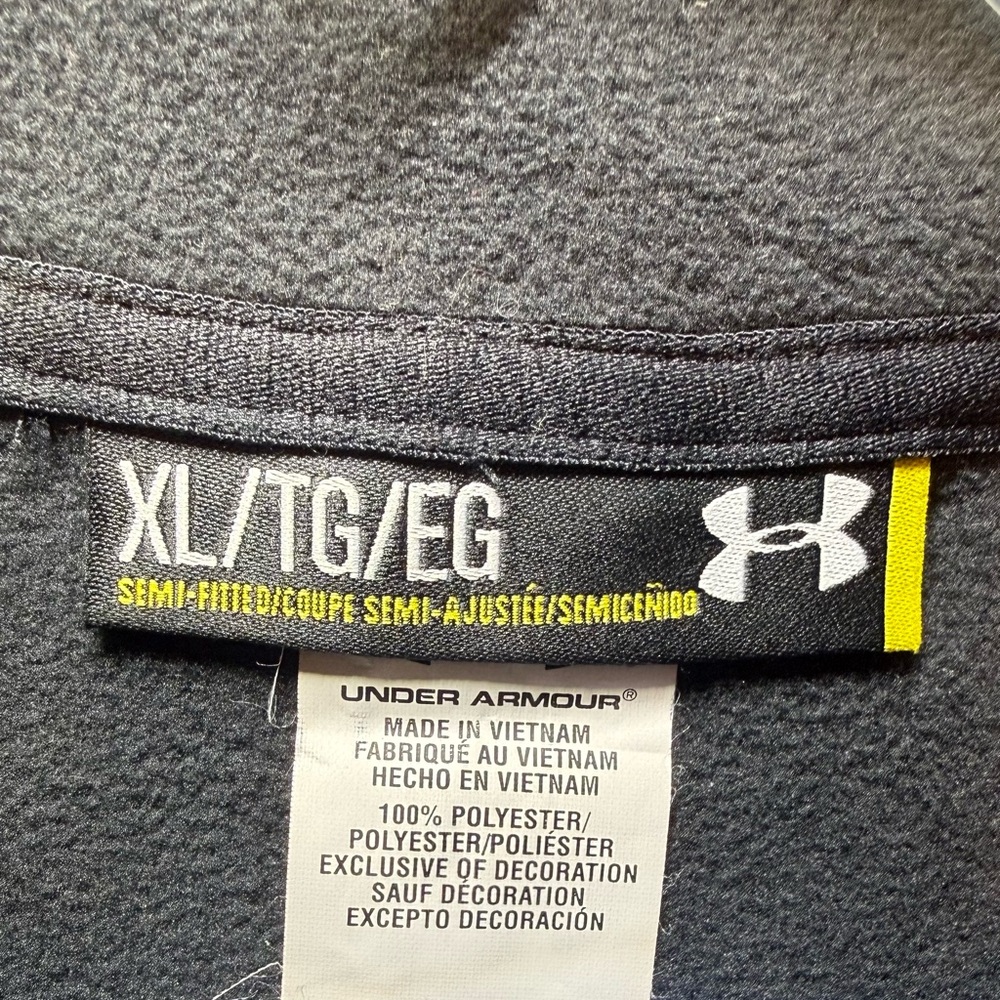 XL/TG/EG
SEMI-FITTED/COUPE SEMI-AJUSTÉE/SEMICEÑIDO
UNDER ARMOUR®
MADE IN VIETNAM
FABRIQUÉ AU VIETNAM
HECHO EN VIETNAM
100% POLYESTER/
POLYESTER/POLIÉSTER
EXCLUSIVE OF DECORATION
SAUF DÉCORATION
EXCEPTO DECORACIÓN